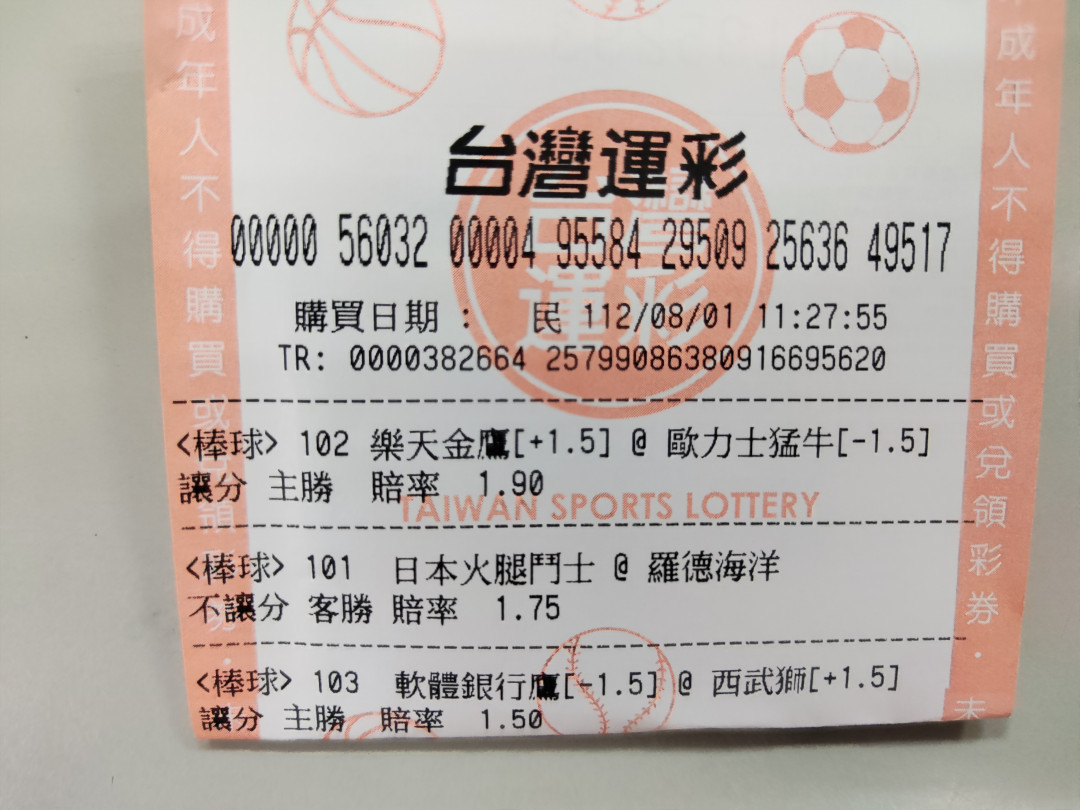 台灣運彩
00000 56032 00004 95584 29509 25636 49517
購買日期 : 民 112/08/01 11:27:55
TR: 0000382664 25799086380916695620
<棒球> 102 樂天金鷹[+1.5] @ 歐力士猛牛[-1.5]
讓分 主勝 賠率 1.90
TAIWAN SPORTS LOTTERY
<棒球> 101 日本火腿鬥士 @ 羅德海洋
不讓分 客勝 賠率 1.75
<棒球> 103 軟體銀行鷹[-1.5] @ 西武獅[+1.5]
讓分 主勝 賠率 1.50
成年人不得購買或
成年人不得購買或兌領彩券・未